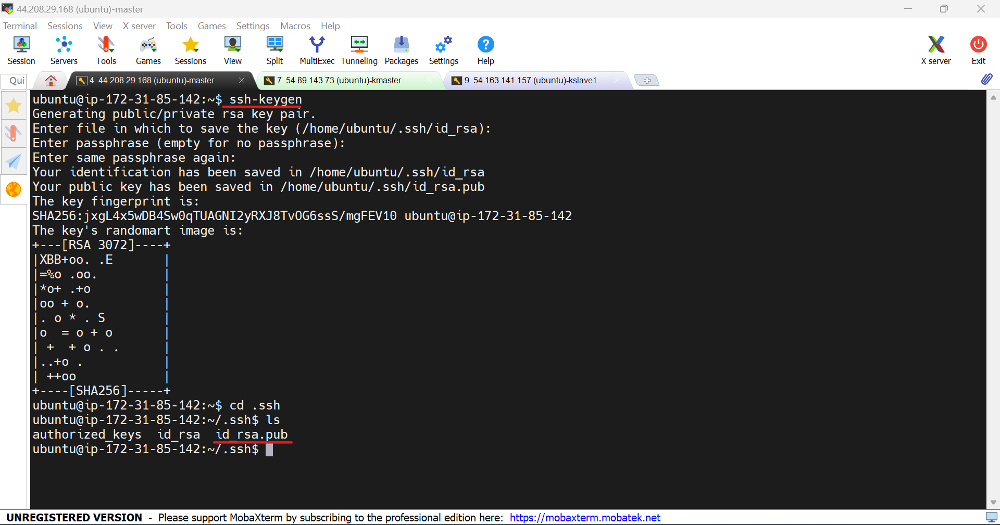 44.208.29.168 (ubuntu)-master
Terminal Sessions View X server Tools Games Settings Macros Help
Session Servers Tools Games Sessions View Split MultiExec Tunneling Packages Settings Help X server Exit
Qui 4. 44.208.29.168 (ubuntu)-master 7. 54.89.143.73 (ubuntu)-kmaster 9. 54.163.141.157 (ubuntu)-kslave1
ubuntu@ip-172-31-85-142:~$ ssh-keygen
Generating public/private rsa key pair.
Enter file in which to save the key (/home/ubuntu/.ssh/id_rsa):
Enter passphrase (empty for no passphrase):
Enter same passphrase again:
Your identification has been saved in /home/ubuntu/.ssh/id_rsa
Your public key has been saved in /home/ubuntu/.ssh/id_rsa.pub
The key fingerprint is:
SHA256:jxgL4x5wDB4Sw0qTUAGNI2yRXJ8TvOG6ssS/mgFEV10 ubuntu@ip-172-31-85-142
The key's randomart image is:
+---[RSA 3072]----+
|XBB+oo. .E       |
|=%o .oo.         |
|*o+ .+o          |
|oo + o.          |
|. o * . S        |
|o  = o + o       |
| +  + o . .      |
|..+o .           |
| ++oo            |
+----[SHA256]-----+
ubuntu@ip-172-31-85-142:~$ cd .ssh
ubuntu@ip-172-31-85-142:~/.ssh$ ls
authorized_keys  id_rsa  id_rsa.pub
ubuntu@ip-172-31-85-142:~/.ssh$
UNREGISTERED VERSION - Please support MobaXterm by subscribing to the professional edition here: https://mobaxterm.mobatek.net